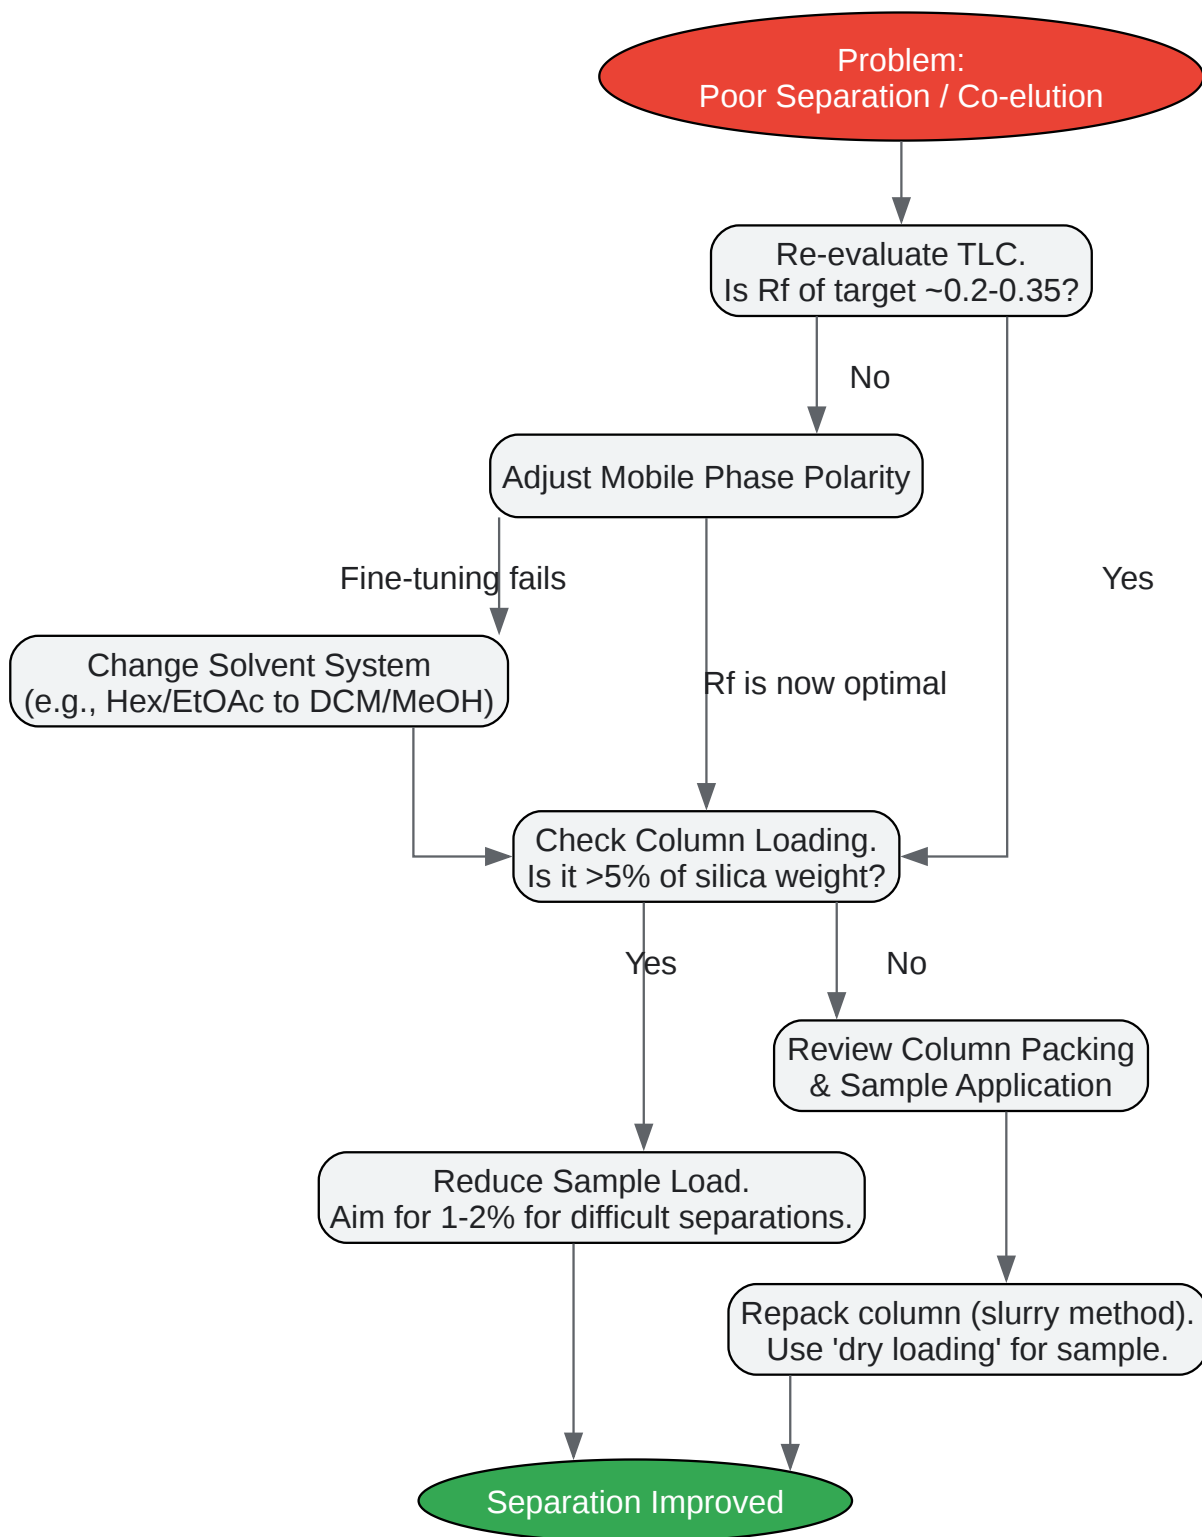 Problem:
Poor Separation / Co-elution
Re-evaluate TLC.
Is Rf of target ~0.2-0.35?
No
Adjust Mobile Phase Polarity
Fine-tuning fails
Yes
Change Solvent System
(e.g., Hex/EtOAc to DCM/MeOH)
Rf is now optimal
Check Column Loading.
Is it >5% of silica weight?
Yes
No
Review Column Packing
& Sample Application
Reduce Sample Load.
Aim for 1-2% for difficult separations.
Repack column (slurry method).
Use 'dry loading' for sample.
Separation Improved